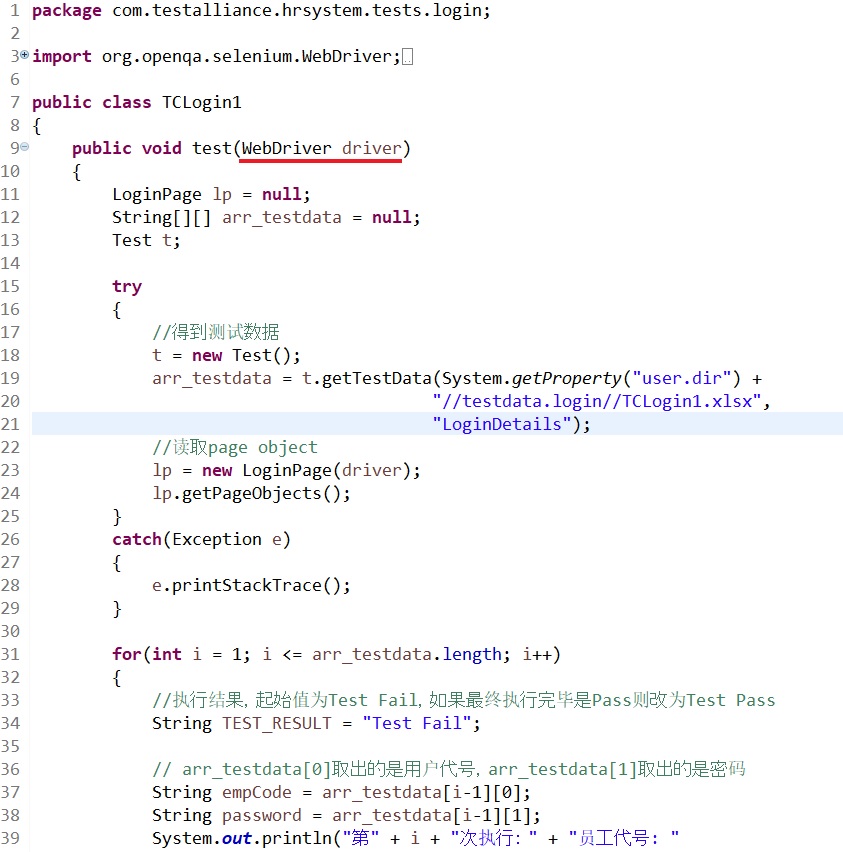 1 package com.testalliance.hrsystem.tests.login;
2
3 import org.openqa.selenium.WebDriver;
6
7 public class TCLogin1
8 {
9 public void test(WebDriver driver)
10 {
11 LoginPage lp = null;
12 String[][] arr_testdata = null;
13 Test t;
14
15 try
16 {
17 //得到测试数据
18 t = new Test();
19 arr_testdata = t.getTestData(System.getProperty("user.dir") +
20 "//testdata.login//TCLogin1.xlsx",
21 "LoginDetails");
22 //读取page object
23 lp = new LoginPage(driver);
24 lp.getPageObjects();
25 }
26 catch(Exception e)
27 {
28 e.printStackTrace();
29 }
30
31 for(int i = 1; i <= arr_testdata.length; i++)
32 {
33 //执行结果, 起始值为Test Fail, 如果最终执行完毕是Pass则改为Test Pass
34 String TEST_RESULT = "Test Fail";
35
36 // arr_testdata[0]取出的是用户代号, arr_testdata[1]取出的是密码
37 String empCode = arr_testdata[i-1][0];
38 String password = arr_testdata[i-1][1];
39 System.out.println("第" + i + "次执行: " + "员工代号: "